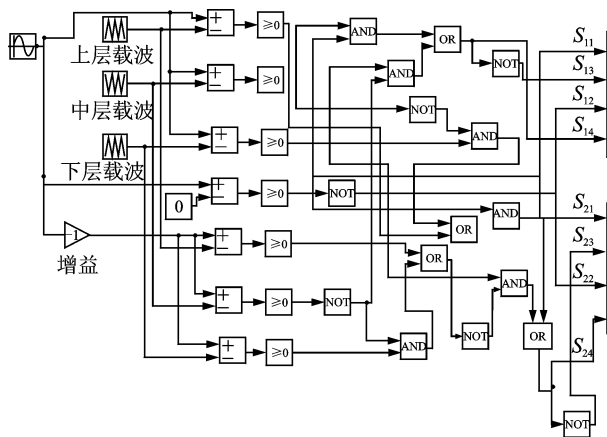 +
−
≥0
AND
OR
S11
上层载波
+
−
≥0
AND
NOT
S13
中层载波
NOT
S12
+
−
≥0
AND
S14
下层载波
+
−
≥0
NOT
0
AND
S21
OR
−1
+
−
≥0
OR
S23
增益
AND
S22
+
−
≥0
NOT
NOT
OR
+
−
≥0
AND
S24
NOT